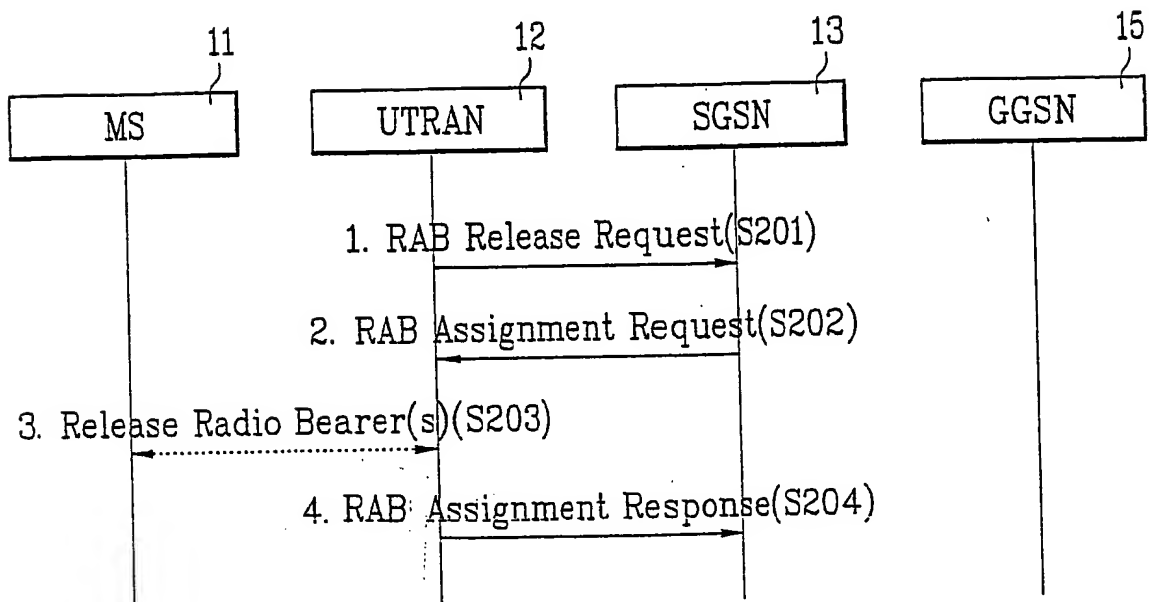 11 12 13 15
MS UTRAN SGSN GGSN
1. RAB Release Request(S201)
2. RAB Assignment Request(S202)
3. Release Radio Bearer(s)(S203)
4. RAB Assignment Response(S204)